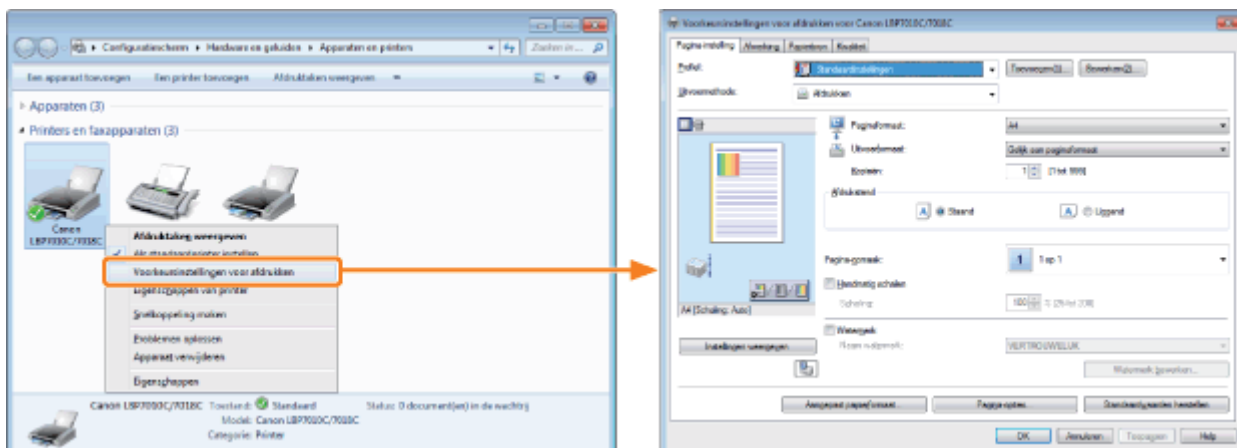 Configuratiescherm ▸ Hardware en geluiden ▸ Apparaten en printers
Zoeken in ...
Een apparaat toevoegen Een printer toevoegen Afdruktaken weergeven
Apparaten (3)
Printers en faxapparaten (3)
Canon
LBP7010C/7018C
Afdruktaken weergeven
Als standaardprinter instellen
Voorkeursinstellingen voor afdrukken
Eigenschappen van printer
Snelkoppeling maken
Problemen oplossen
Apparaat verwijderen
Eigenschappen
Canon LBP7010C/7018C Toestand: Standaard Status: 0 document(en) in de wachtrij
Model: Canon LBP7010C/7018C
Categorie: Printer
Voorkeursinstellingen voor afdrukken voor Canon LBP7010C/7018C
Pagina-instelling Afwerking Papierbron Kwaliteit
Profiel: Standaardinstellingen Toevoegen(1)... Bewerken(2)...
Uitvoermethode: Afdrukken
Paginaformaat: A4
Uitvoerformaat: Gelijk aan paginaformaat
Kopieën: 1 [1 tot 999]
Afdrukstand
A Staand A Liggend
Pagina-opmaak: 1 1 op 1
Handmatig schalen
Schaling: 100 % [25 tot 200]
A4 [Schaling: Auto]
Watermerk
Naam watermerk: VERTROUWELIJK
Instellingen weergegeven
Watermerk bewerken...
Aangepast papierformaat... Pagina-opties... Standaardwaarden herstellen
OK Annuleren Toepassen Help